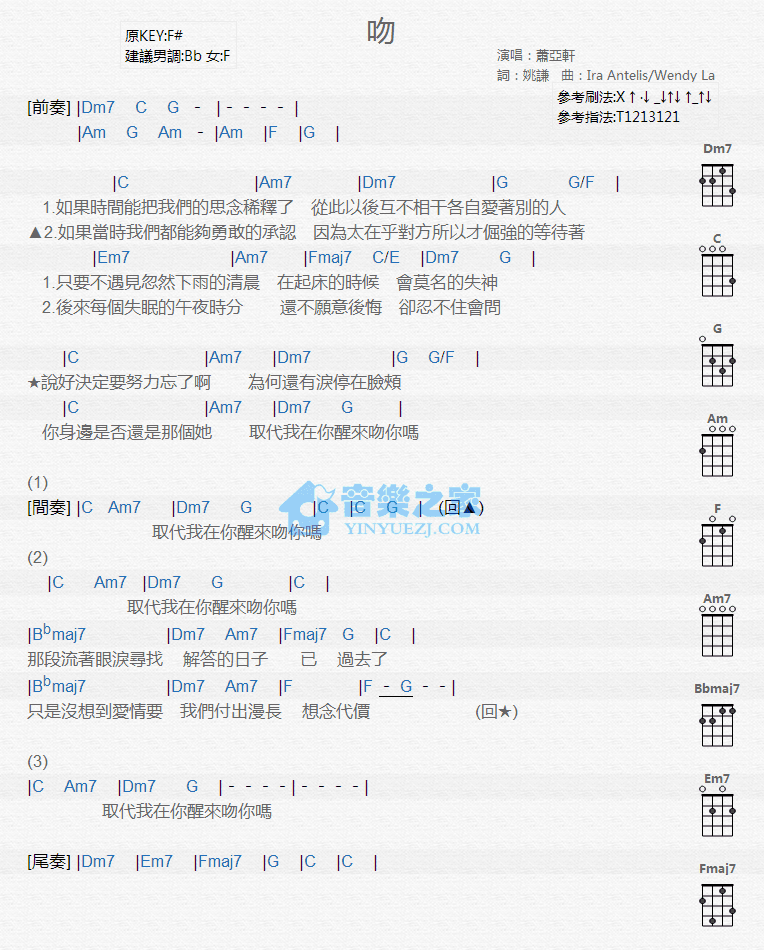 吻
原KEY:F#
建議男調:Bb 女:F
演唱：蕭亞軒
詞：姚謙　曲：Ira Antelis/Wendy La
參考刷法:X↑·↓_↓↑↓↑_↑↓
參考指法:T1213121
[前奏] |Dm7 C G - |- - - - |
|Am G Am - |Am |F |G |
|C |Am7 |Dm7 |G G/F |
1.如果時間能把我們的思念稀釋了 從此以後互不相干各自愛著別的人
▲2.如果當時我們都能夠勇敢的承認 因為太在乎對方所以才倔強的等待著
|Em7 |Am7 |Fmaj7 C/E |Dm7 G |
1.只要不遇見忽然下雨的清晨 在起床的時候 會莫名的失神
2.後來每個失眠的午夜時分 還不願意後悔 卻忍不住會問
|C |Am7 |Dm7 |G G/F |
★說好決定要努力忘了啊 為何還有淚停在臉頰
|C |Am7 |Dm7 G |
你身邊是否還是那個她 取代我在你醒來吻你嗎
(1)
[間奏] |C Am7 |Dm7 G |C |C G | (回▲)
取代我在你醒來吻你嗎
音樂之家
YINYUEZJ.COM
(2)
|C Am7 |Dm7 G |C |
取代我在你醒來吻你嗎
|Bbmaj7 |Dm7 Am7 |Fmaj7 G |C |
那段流著眼淚尋找 解答的日子 已 過去了
|Bbmaj7 |Dm7 Am7 |F |F - G - - |
只是沒想到愛情要 我們付出漫長 想念代價 (回★)
(3)
|C Am7 |Dm7 G |- - - - |- - - - |
取代我在你醒來吻你嗎
[尾奏] |Dm7 |Em7 |Fmaj7 |G |C |C |
Dm7
C
G
Am
F
Am7
Bbmaj7
Em7
Fmaj7